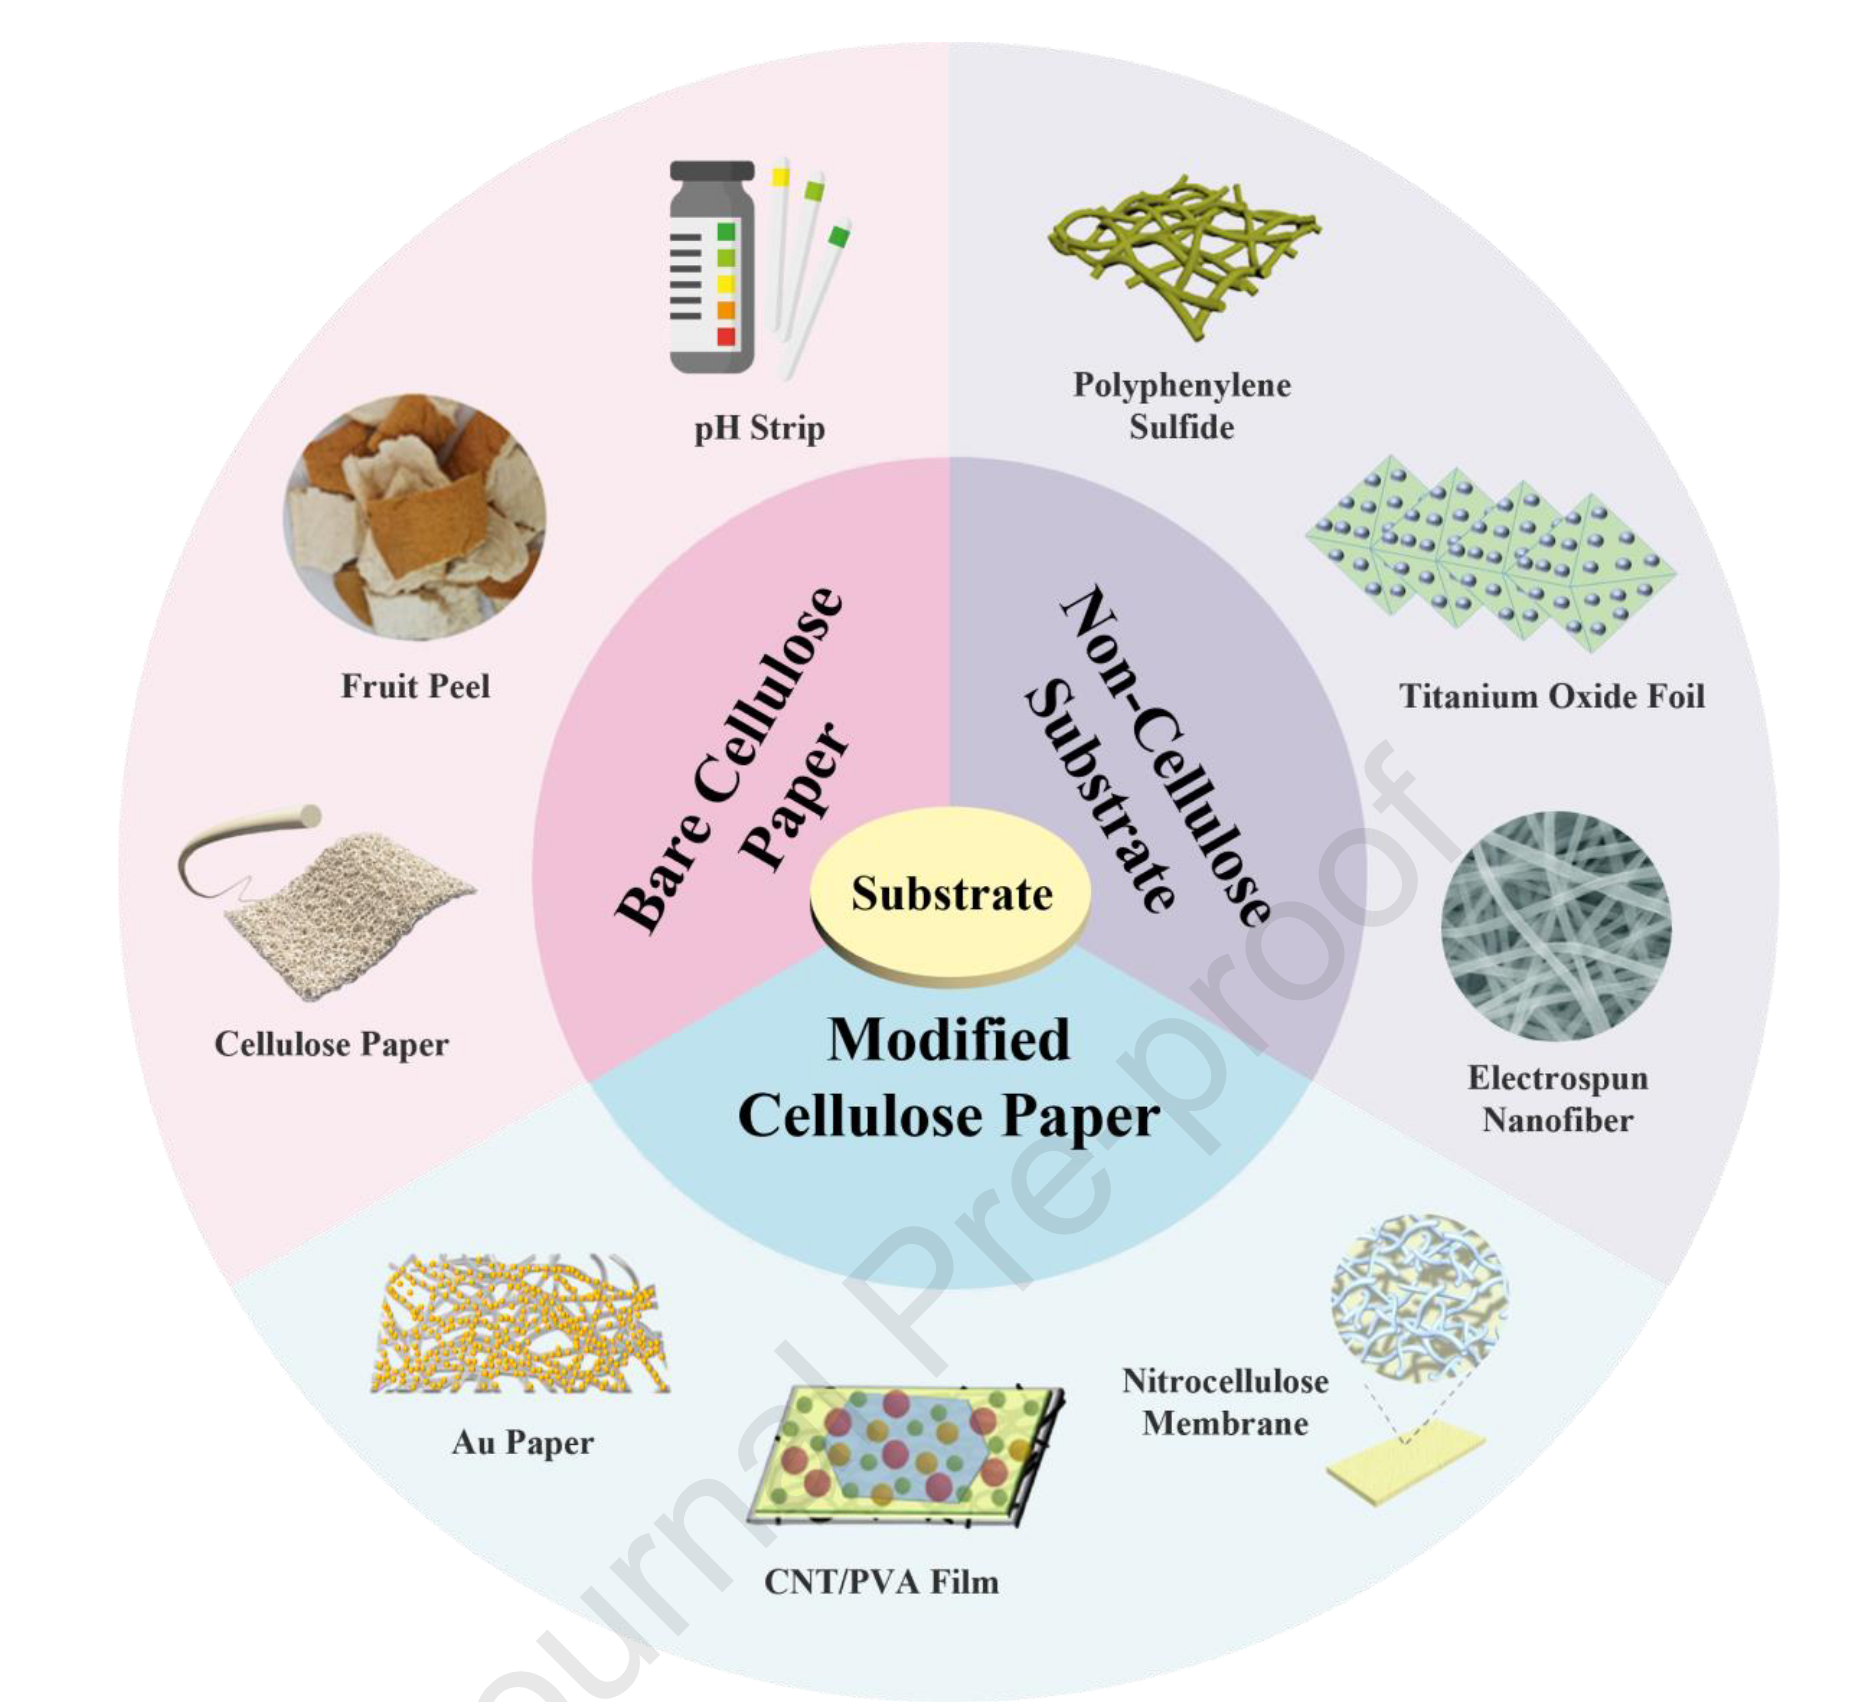 pH Strip
Polyphenylene
Sulfide
Fruit Peel
Titanium Oxide Foil
Bare Cellulose
Paper
Non-Cellulose
Substrate
Substrate
Cellulose Paper
Modified
Cellulose Paper
Electrospun
Nanofiber
Au Paper
Nitrocellulose
Membrane
CNT/PVA Film
ournal Pre-proof